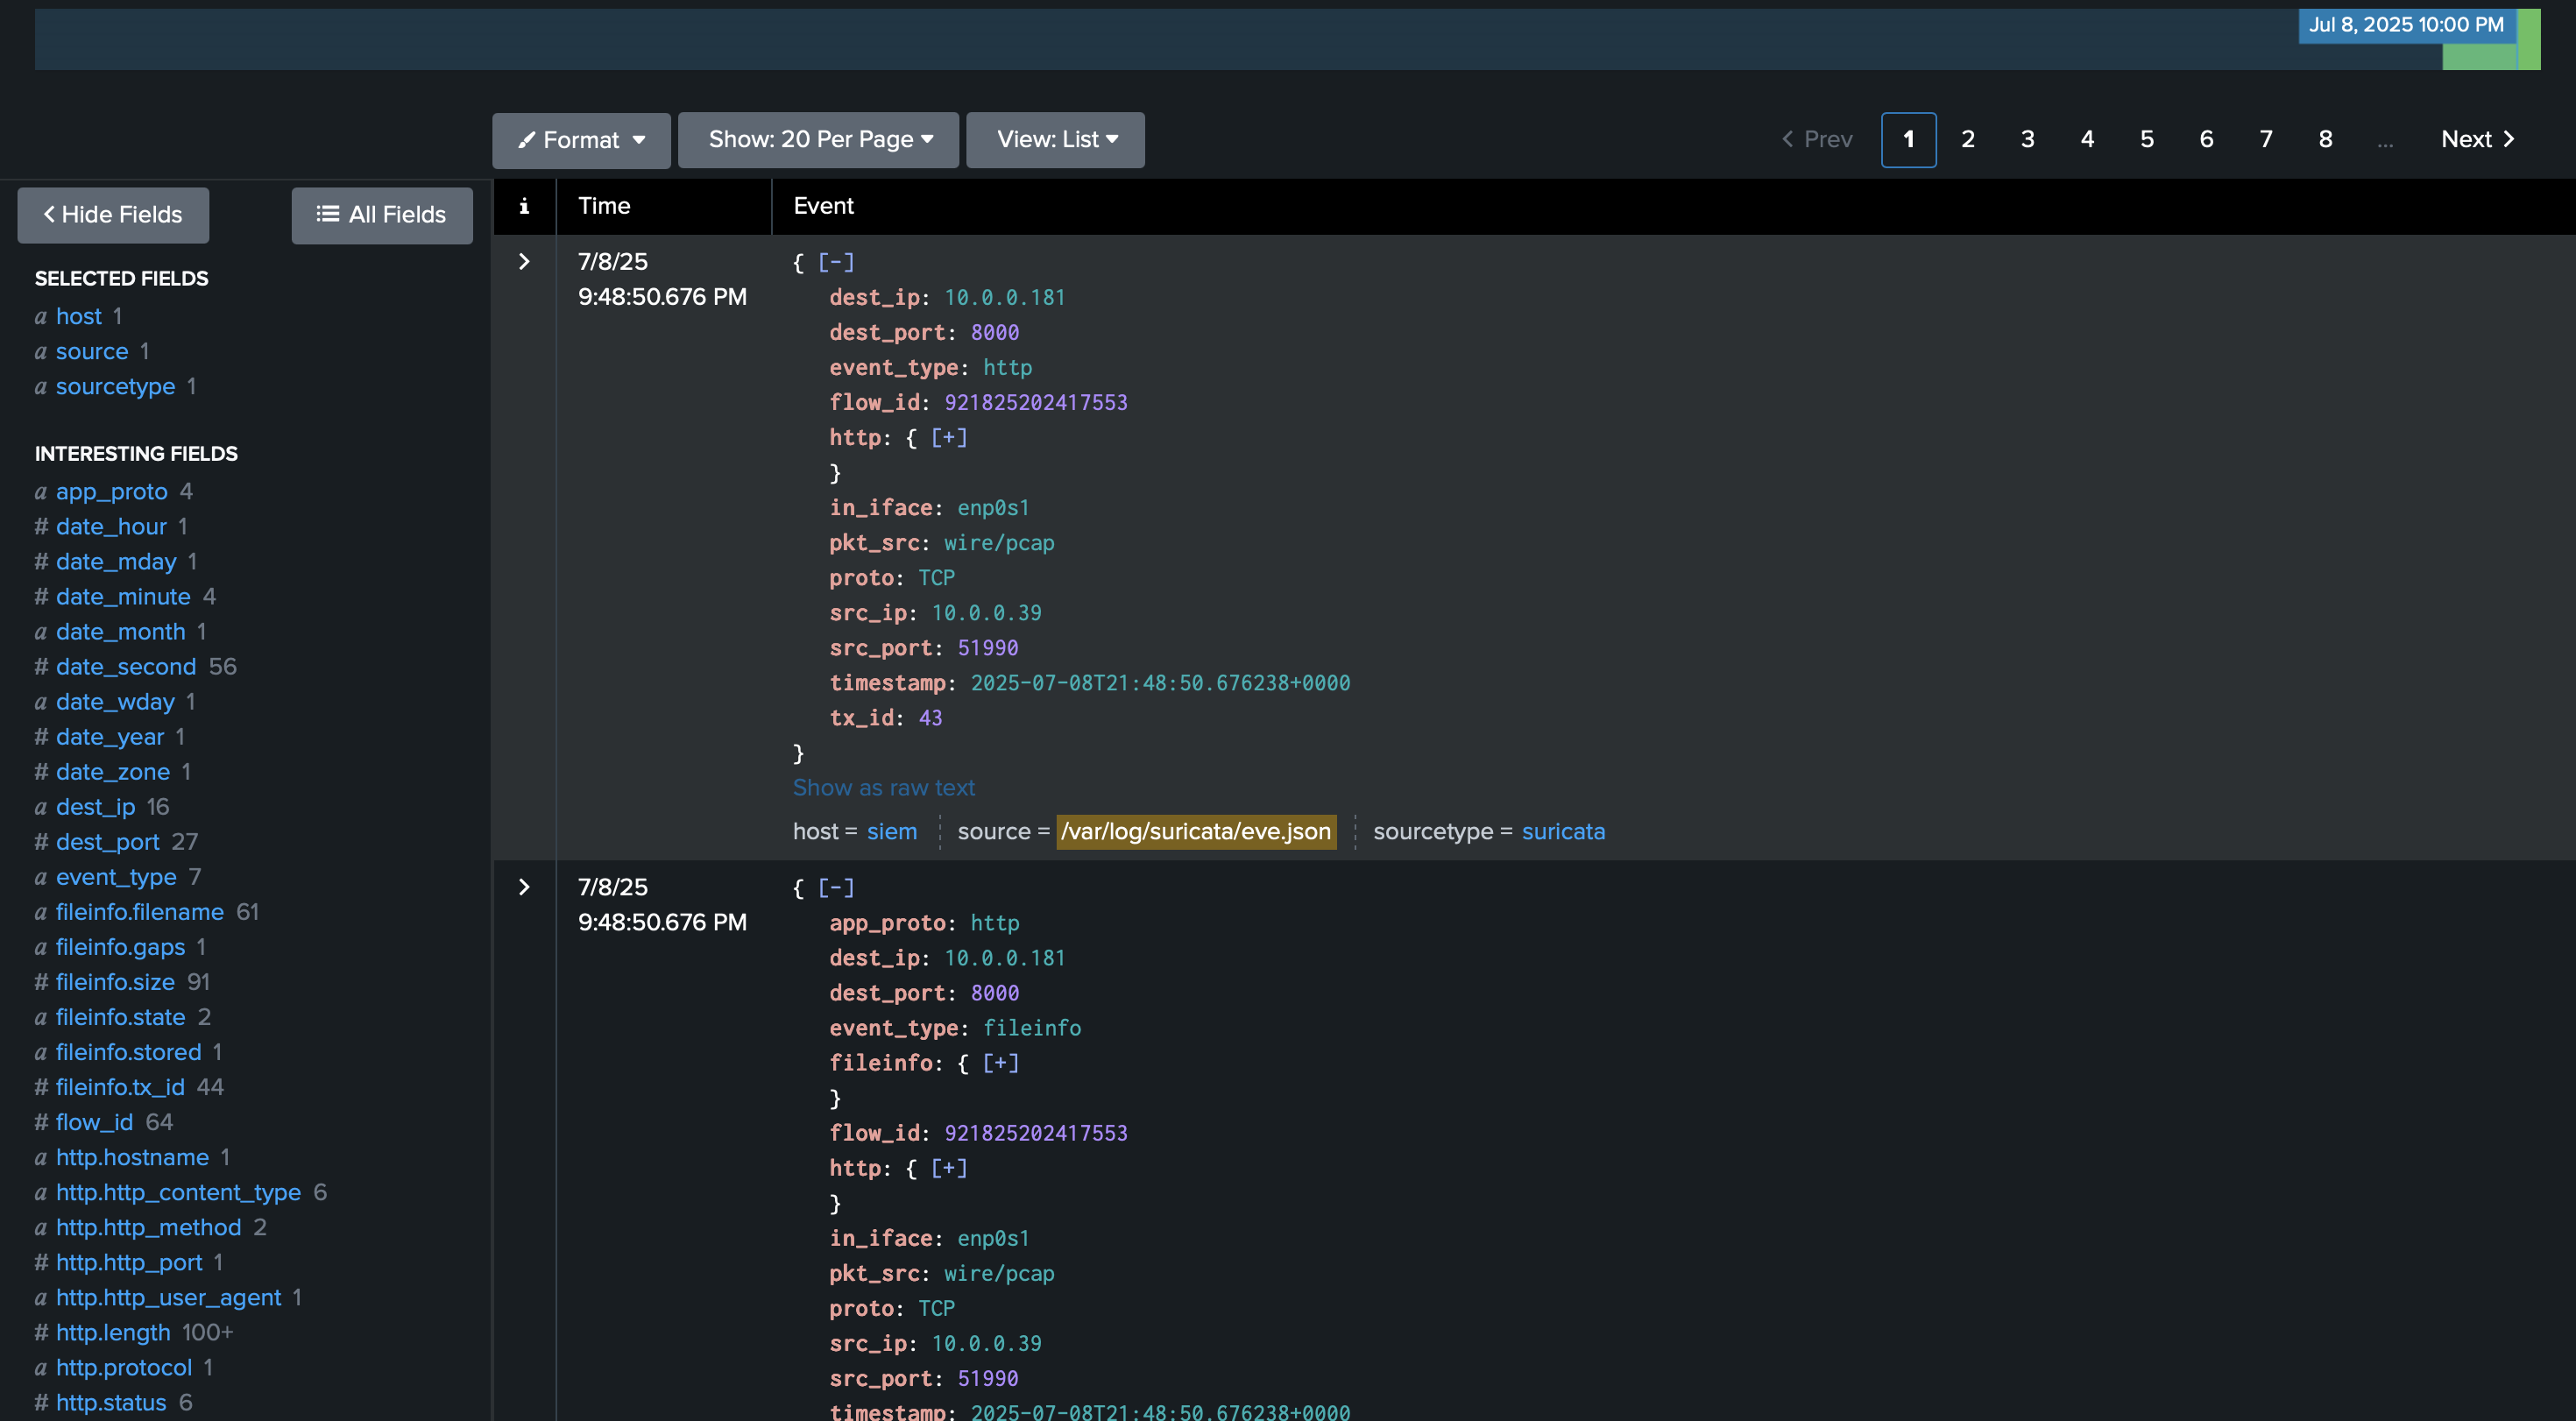 Jul 8, 2025 10:00 PM
Format
Show: 20 Per Page
View: List
Prev 1 2 3 4 5 6 7 8 ... Next
Hide Fields
All Fields
SELECTED FIELDS
a host 1
a source 1
a sourcetype 1
INTERESTING FIELDS
a app_proto 4
# date_hour 1
# date_mday 1
# date_minute 4
a date_month 1
# date_second 56
a date_wday 1
# date_year 1
# date_zone 1
a dest_ip 16
# dest_port 27
a event_type 7
a fileinfo.filename 61
a fileinfo.gaps 1
# fileinfo.size 91
a fileinfo.state 2
a fileinfo.stored 1
# fileinfo.tx_id 44
# flow_id 64
a http.hostname 1
a http.http_content_type 6
a http.http_method 2
# http.http_port 1
a http.http_user_agent 1
# http.length 100+
a http.protocol 1
# http.status 6
i Time Event
7/8/25
9:48:50.676 PM
{ [-]
dest_ip: 10.0.0.181
dest_port: 8000
event_type: http
flow_id: 921825202417553
http: { [+]
}
in_iface: enp0s1
pkt_src: wire/pcap
proto: TCP
src_ip: 10.0.0.39
src_port: 51990
timestamp: 2025-07-08T21:48:50.676238+0000
tx_id: 43
}
Show as raw text
host = siem source = /var/log/suricata/eve.json sourcetype = suricata
7/8/25
9:48:50.676 PM
{ [-]
app_proto: http
dest_ip: 10.0.0.181
dest_port: 8000
event_type: fileinfo
fileinfo: { [+]
}
flow_id: 921825202417553
http: { [+]
}
in_iface: enp0s1
pkt_src: wire/pcap
proto: TCP
src_ip: 10.0.0.39
src_port: 51990
timestamp: 2025-07-08T21:48:50.676238+0000